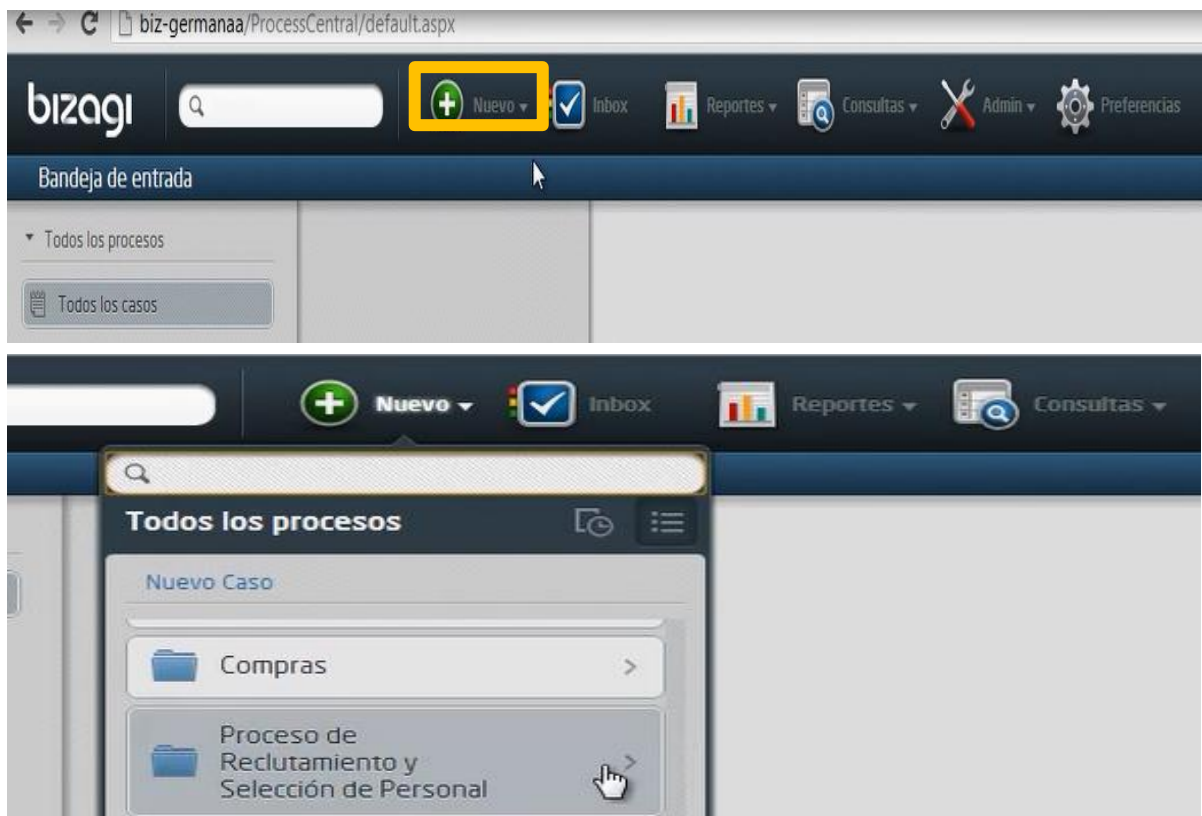 biz-germanaa/ProcessCentral/default.aspx
bizagi Nuevo Inbox Reportes Consultas Admin Preferencias
Bandeja de entrada
Todos los procesos
Todos los casos
Nuevo Inbox Reportes Consultas
Todos los procesos
Nuevo Caso
Compras
Proceso de
Reclutamiento y
Selección de Personal